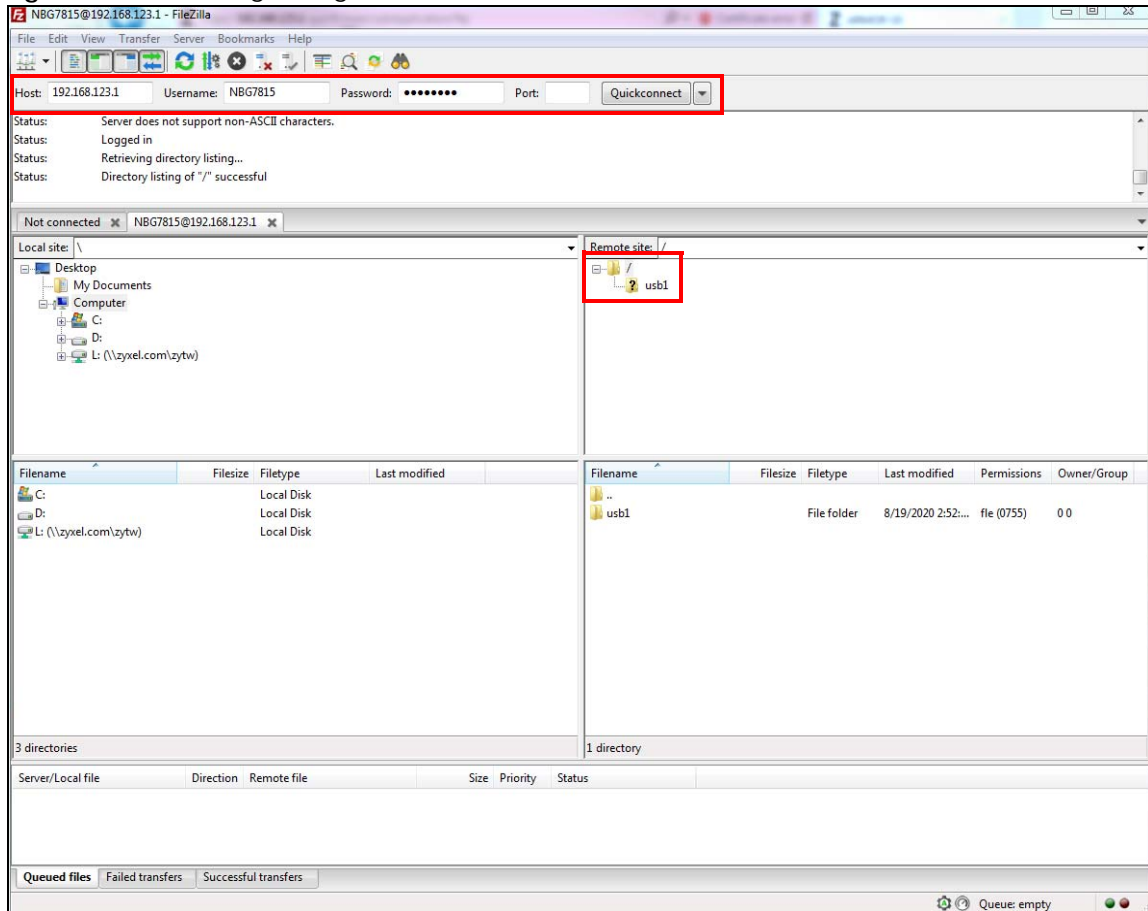 NBG7815@192.168.123.1 - FileZilla
File Edit View Transfer Server Bookmarks Help
Host: 192.168.123.1 Username: NBG7815 Password: •••••••• Port: Quickconnect
Status: Server does not support non-ASCII characters.
Status: Logged in
Status: Retrieving directory listing...
Status: Directory listing of "/" successful
Not connected NBG7815@192.168.123.1
Local site: \
Desktop
My Documents
Computer
C:
D:
L: (\\zyxel.com\zytw)
Remote site: /
/
? usb1
Filename Filesize Filetype Last modified
C: Local Disk
D: Local Disk
L: (\\zyxel.com\zytw) Local Disk
3 directories
Filename Filesize Filetype Last modified Permissions Owner/Group
..
usb1 File folder 8/19/2020 2:52:... fle (0755) 0 0
1 directory
Server/Local file Direction Remote file Size Priority Status
Queued files Failed transfers Successful transfers
Queue: empty